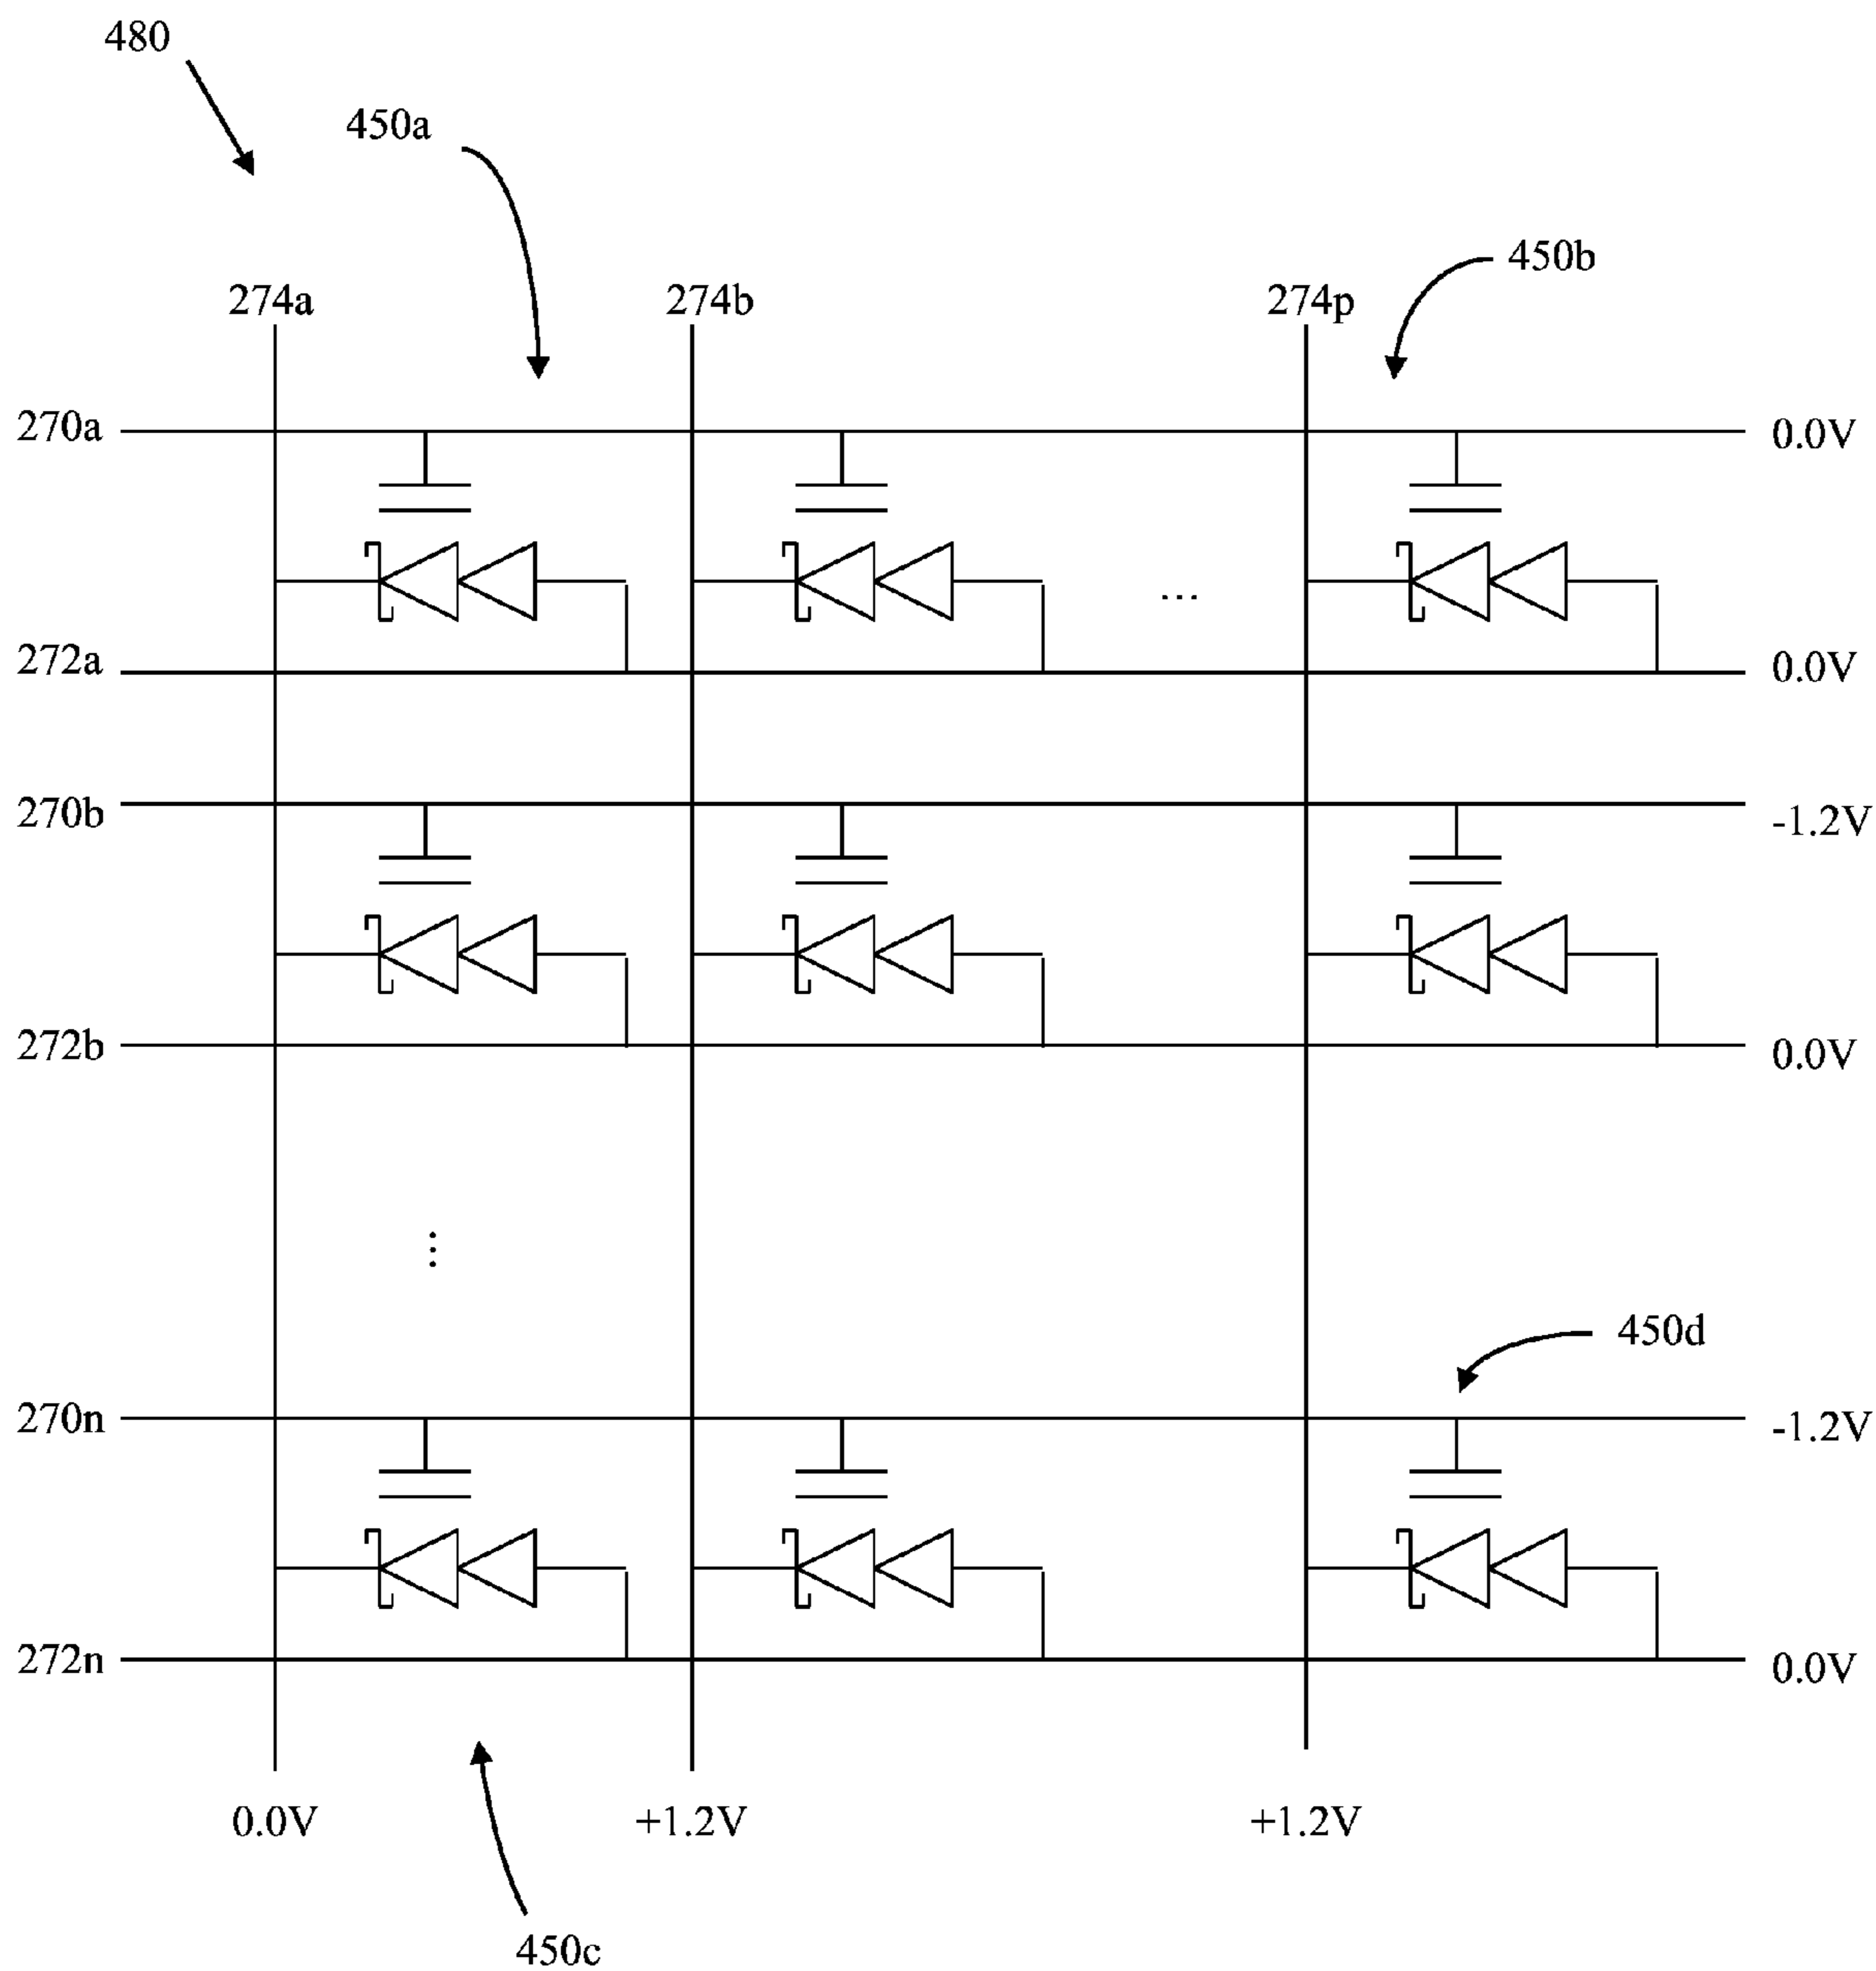 480
450a
450b
274a 274b 274p
270a 0.0V
...
272a 0.0V
270b -1.2V
272b 0.0V
...
450d
270n -1.2V
272n 0.0V
0.0V +1.2V +1.2V
450c